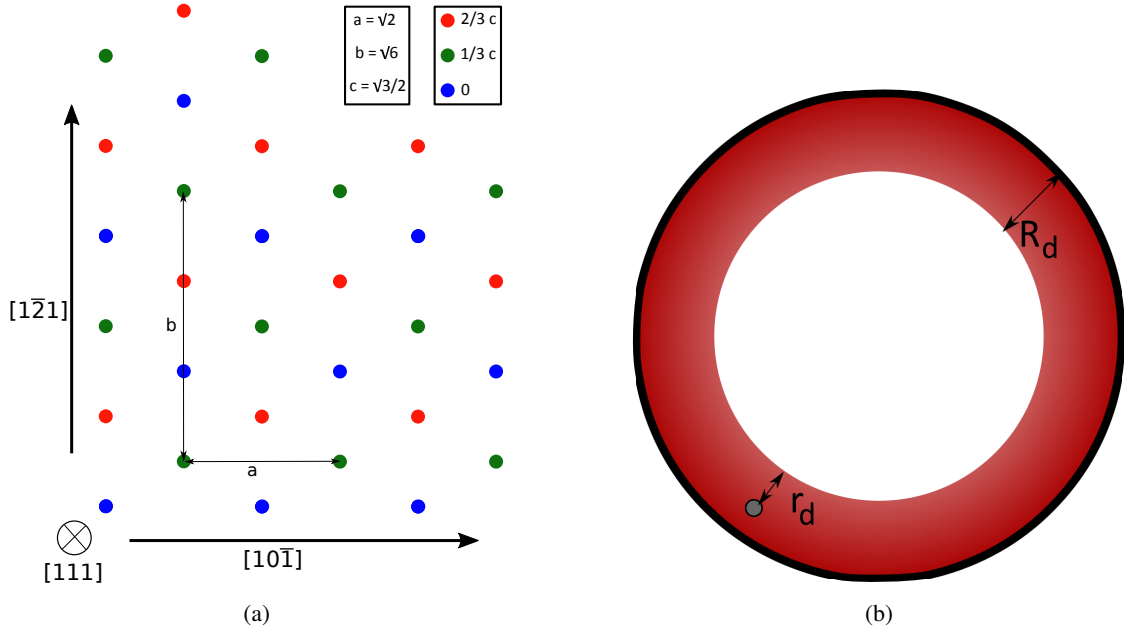 a = √2
b = √6
c = √3/2
2/3 c
1/3 c
0
[12̅1]
b
a
[111]
[101̅]
(a)
R_d
r_d
(b)